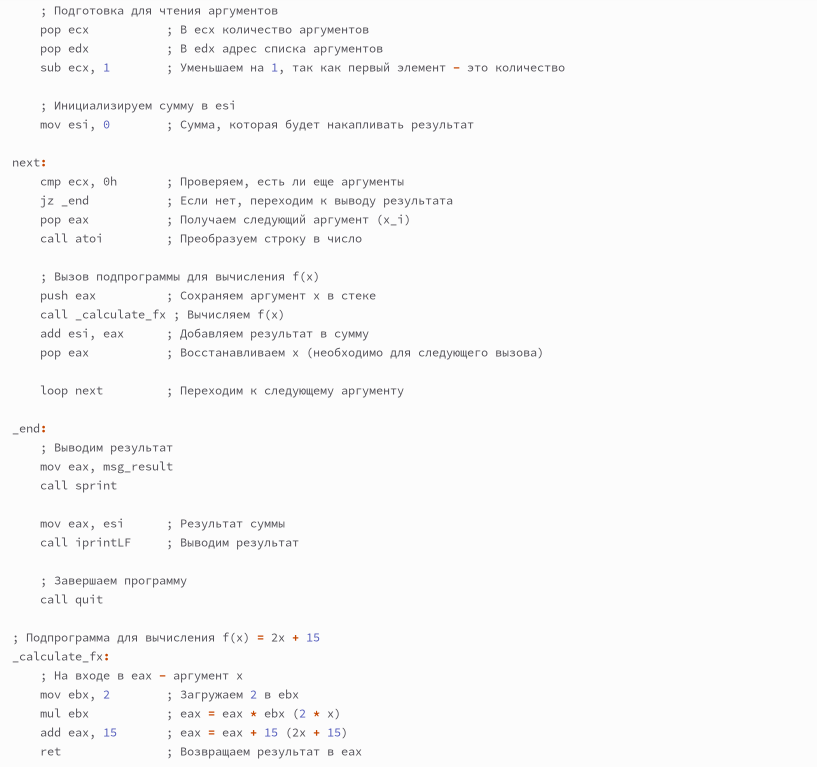 ; Подготовка для чтения аргументов
pop ecx ; В ecx количество аргументов
pop edx ; В edx адрес списка аргументов
sub ecx, 1 ; Уменьшаем на 1, так как первый элемент - это количество
; Инициализируем сумму в esi
mov esi, 0 ; Сумма, которая будет накапливать результат
next:
cmp ecx, 0h ; Проверяем, есть ли еще аргументы
jz _end ; Если нет, переходим к выводу результата
pop eax ; Получаем следующий аргумент (x_i)
call atoi ; Преобразуем строку в число
; Вызов подпрограммы для вычисления f(x)
push eax ; Сохраняем аргумент x в стеке
call _calculate_fx ; Вычисляем f(x)
add esi, eax ; Добавляем результат в сумму
pop eax ; Восстанавливаем x (необходимо для следующего вызова)
loop next ; Переходим к следующему аргументу
_end:
; Выводим результат
mov eax, msg_result
call sprint
mov eax, esi ; Результат суммы
call iprintLF ; Выводим результат
; Завершаем программу
call quit
; Подпрограмма для вычисления f(x) = 2x + 15
_calculate_fx:
; На входе в eax - аргумент x
mov ebx, 2 ; Загружаем 2 в ebx
mul ebx ; eax = eax * ebx (2 * x)
add eax, 15 ; eax = eax + 15 (2x + 15)
ret ; Возвращаем результат в eax